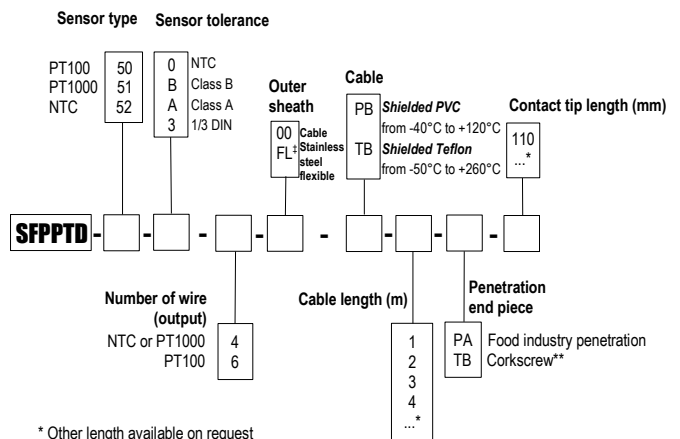 Sensor type Sensor tolerance
PT100 50
PT1000 51
NTC 52
0 NTC
B Class B
A Class A
3 1/3 DIN
Outer
sheath
00 Cable
FL‡ Stainless
steel
flexible
Cable
PB Shielded PVC
from -40°C to +120°C
TB Shielded Teflon
from -50°C to +260°C
Contact tip length (mm)
110
...*
SFPPTD - - - - - - - -
Number of wire
(output)
NTC or PT1000 4
PT100 6
Cable length (m)
1
2
3
4
...*
Penetration
end piece
PA Food industry penetration
TB Corkscrew**
* Other length available on request